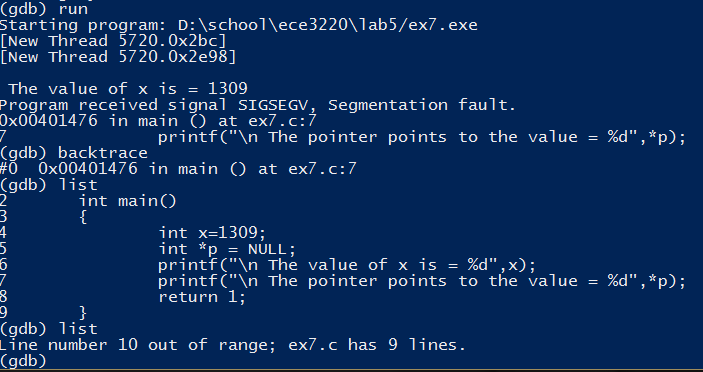 (gdb) run
Starting program: D:\school\ece3220\lab5/ex7.exe
[New Thread 5720.0x2bc]
[New Thread 5720.0x2e98]
The value of x is = 1309
Program received signal SIGSEGV, Segmentation fault.
0x00401476 in main () at ex7.c:7
7 printf("\n The pointer points to the value = %d",*p);
(gdb) backtrace
#0 0x00401476 in main () at ex7.c:7
(gdb) list
2 int main()
3 {
4 int x=1309;
5 int *p = NULL;
6 printf("\n The value of x is = %d",x);
7 printf("\n The pointer points to the value = %d",*p);
8 return 1;
9 }
(gdb) list
Line number 10 out of range; ex7.c has 9 lines.
(gdb)